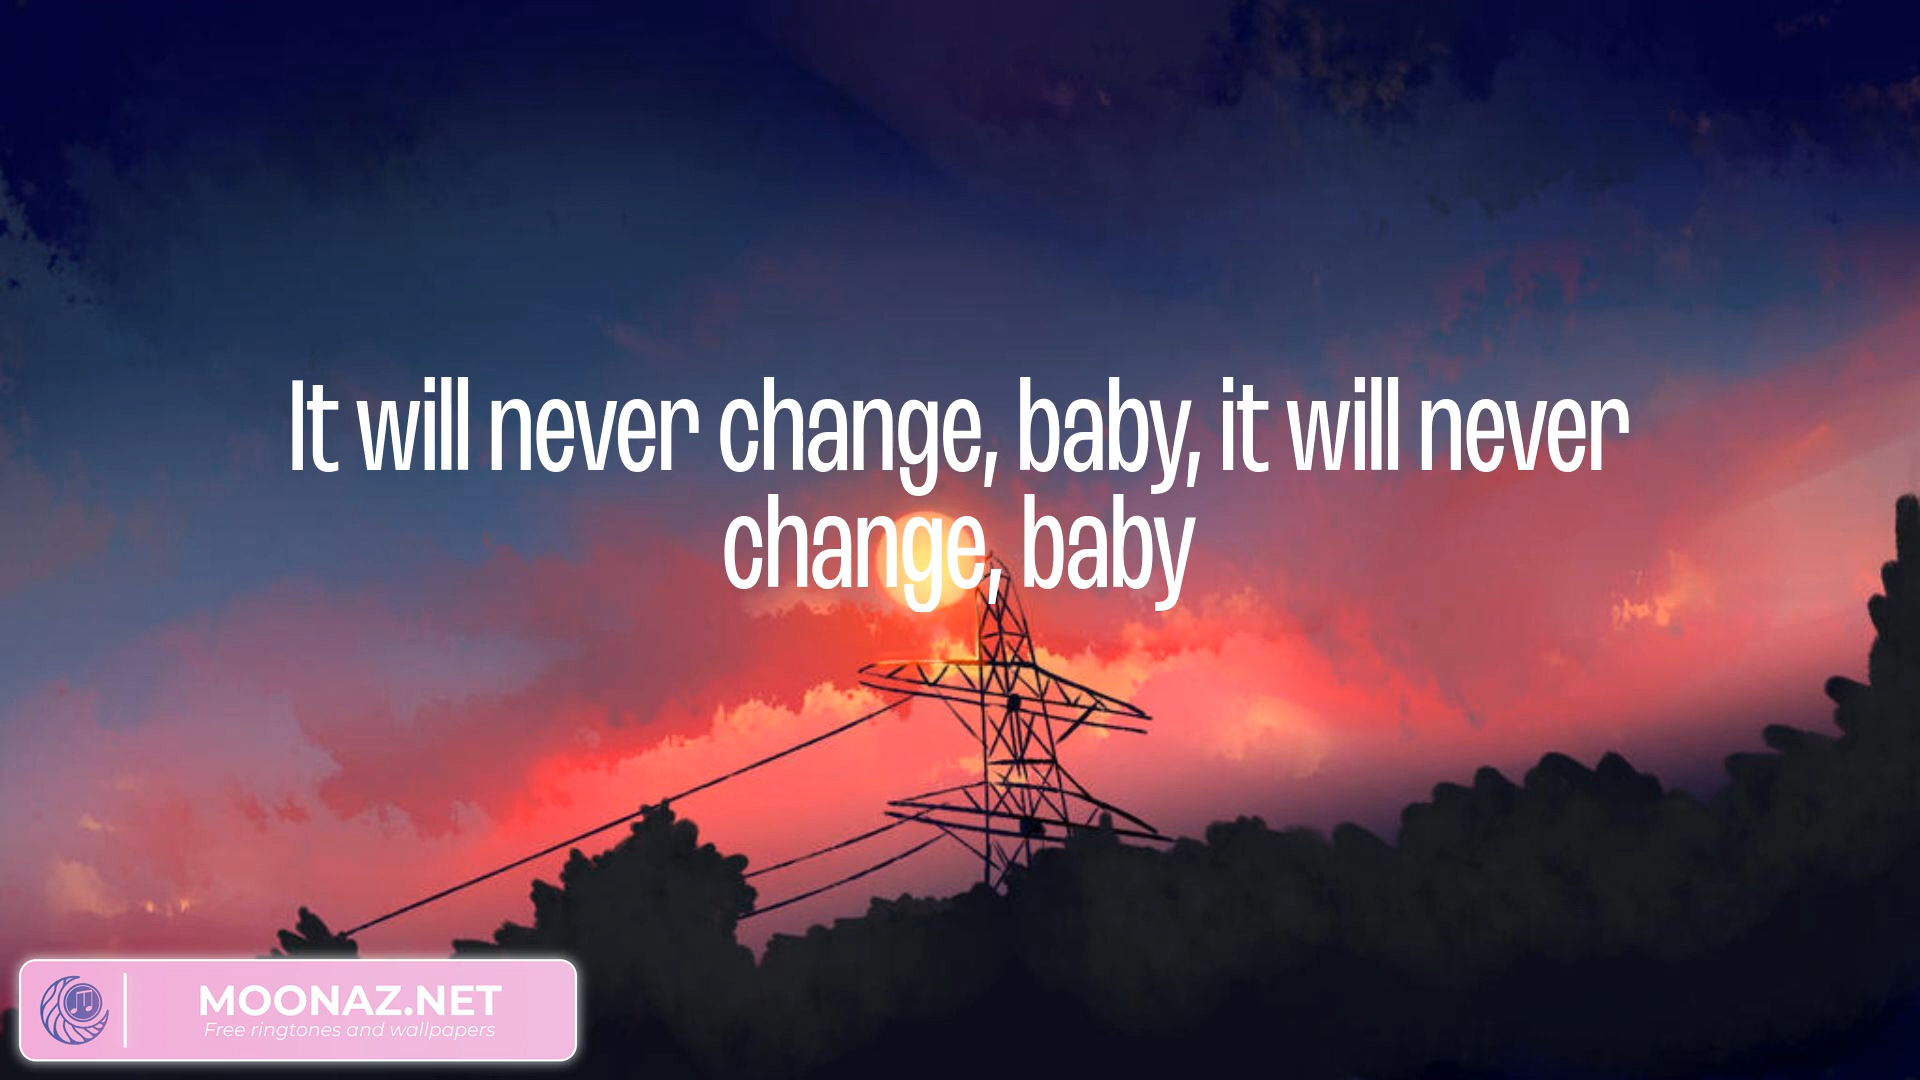 It will never change, baby, it will never
change, baby
MOONAZ.NET
Free ringtones and wallpapers